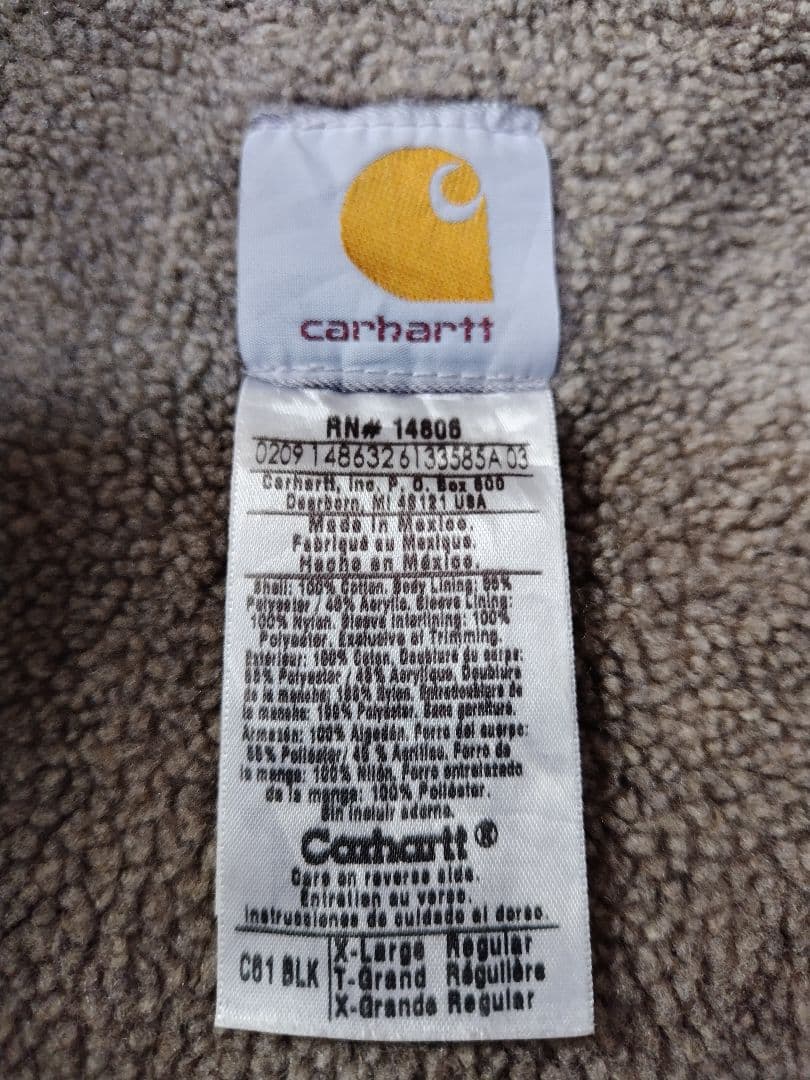 carhartt
RN# 14806
0209 1486326133585A 03
Carhartt, Inc. P. O. Box 600
Dearborn, MI 48121 USA
Made in Mexico.
Fabriqué au Mexique.
Hecho en México.
Shell: 100% Cotton. Body Lining:
Polyester / 45% Acrylic. Sleeve Lining:
100% Nylon. Sleeve Interlining: 100%
Polyester. Exclusive of Trimming
Extérieur: 100% Coton. Doublure de corps:
55% Polyester / 45% Acrylique. Doublure
de la manche: 100% Nylon. Entredoublure de
la manche: 100% Polyester. Sans garniture.
Armazón: 100% Algodón. Forro del cuerpo:
55% Poliéster/ 45 % Acrílico. Forro de
la manga: 100% Nilón. Forro entrelazado
de la manga: 100% Poliéster.
Sin incluir adorno.
Carhartt®
Care on reverse side.
Entretien au verso.
Instrucciones de cuidado al dorso.
C61 BLK
X-Large Regular
T-Grand Régulière
X-Grande Regular